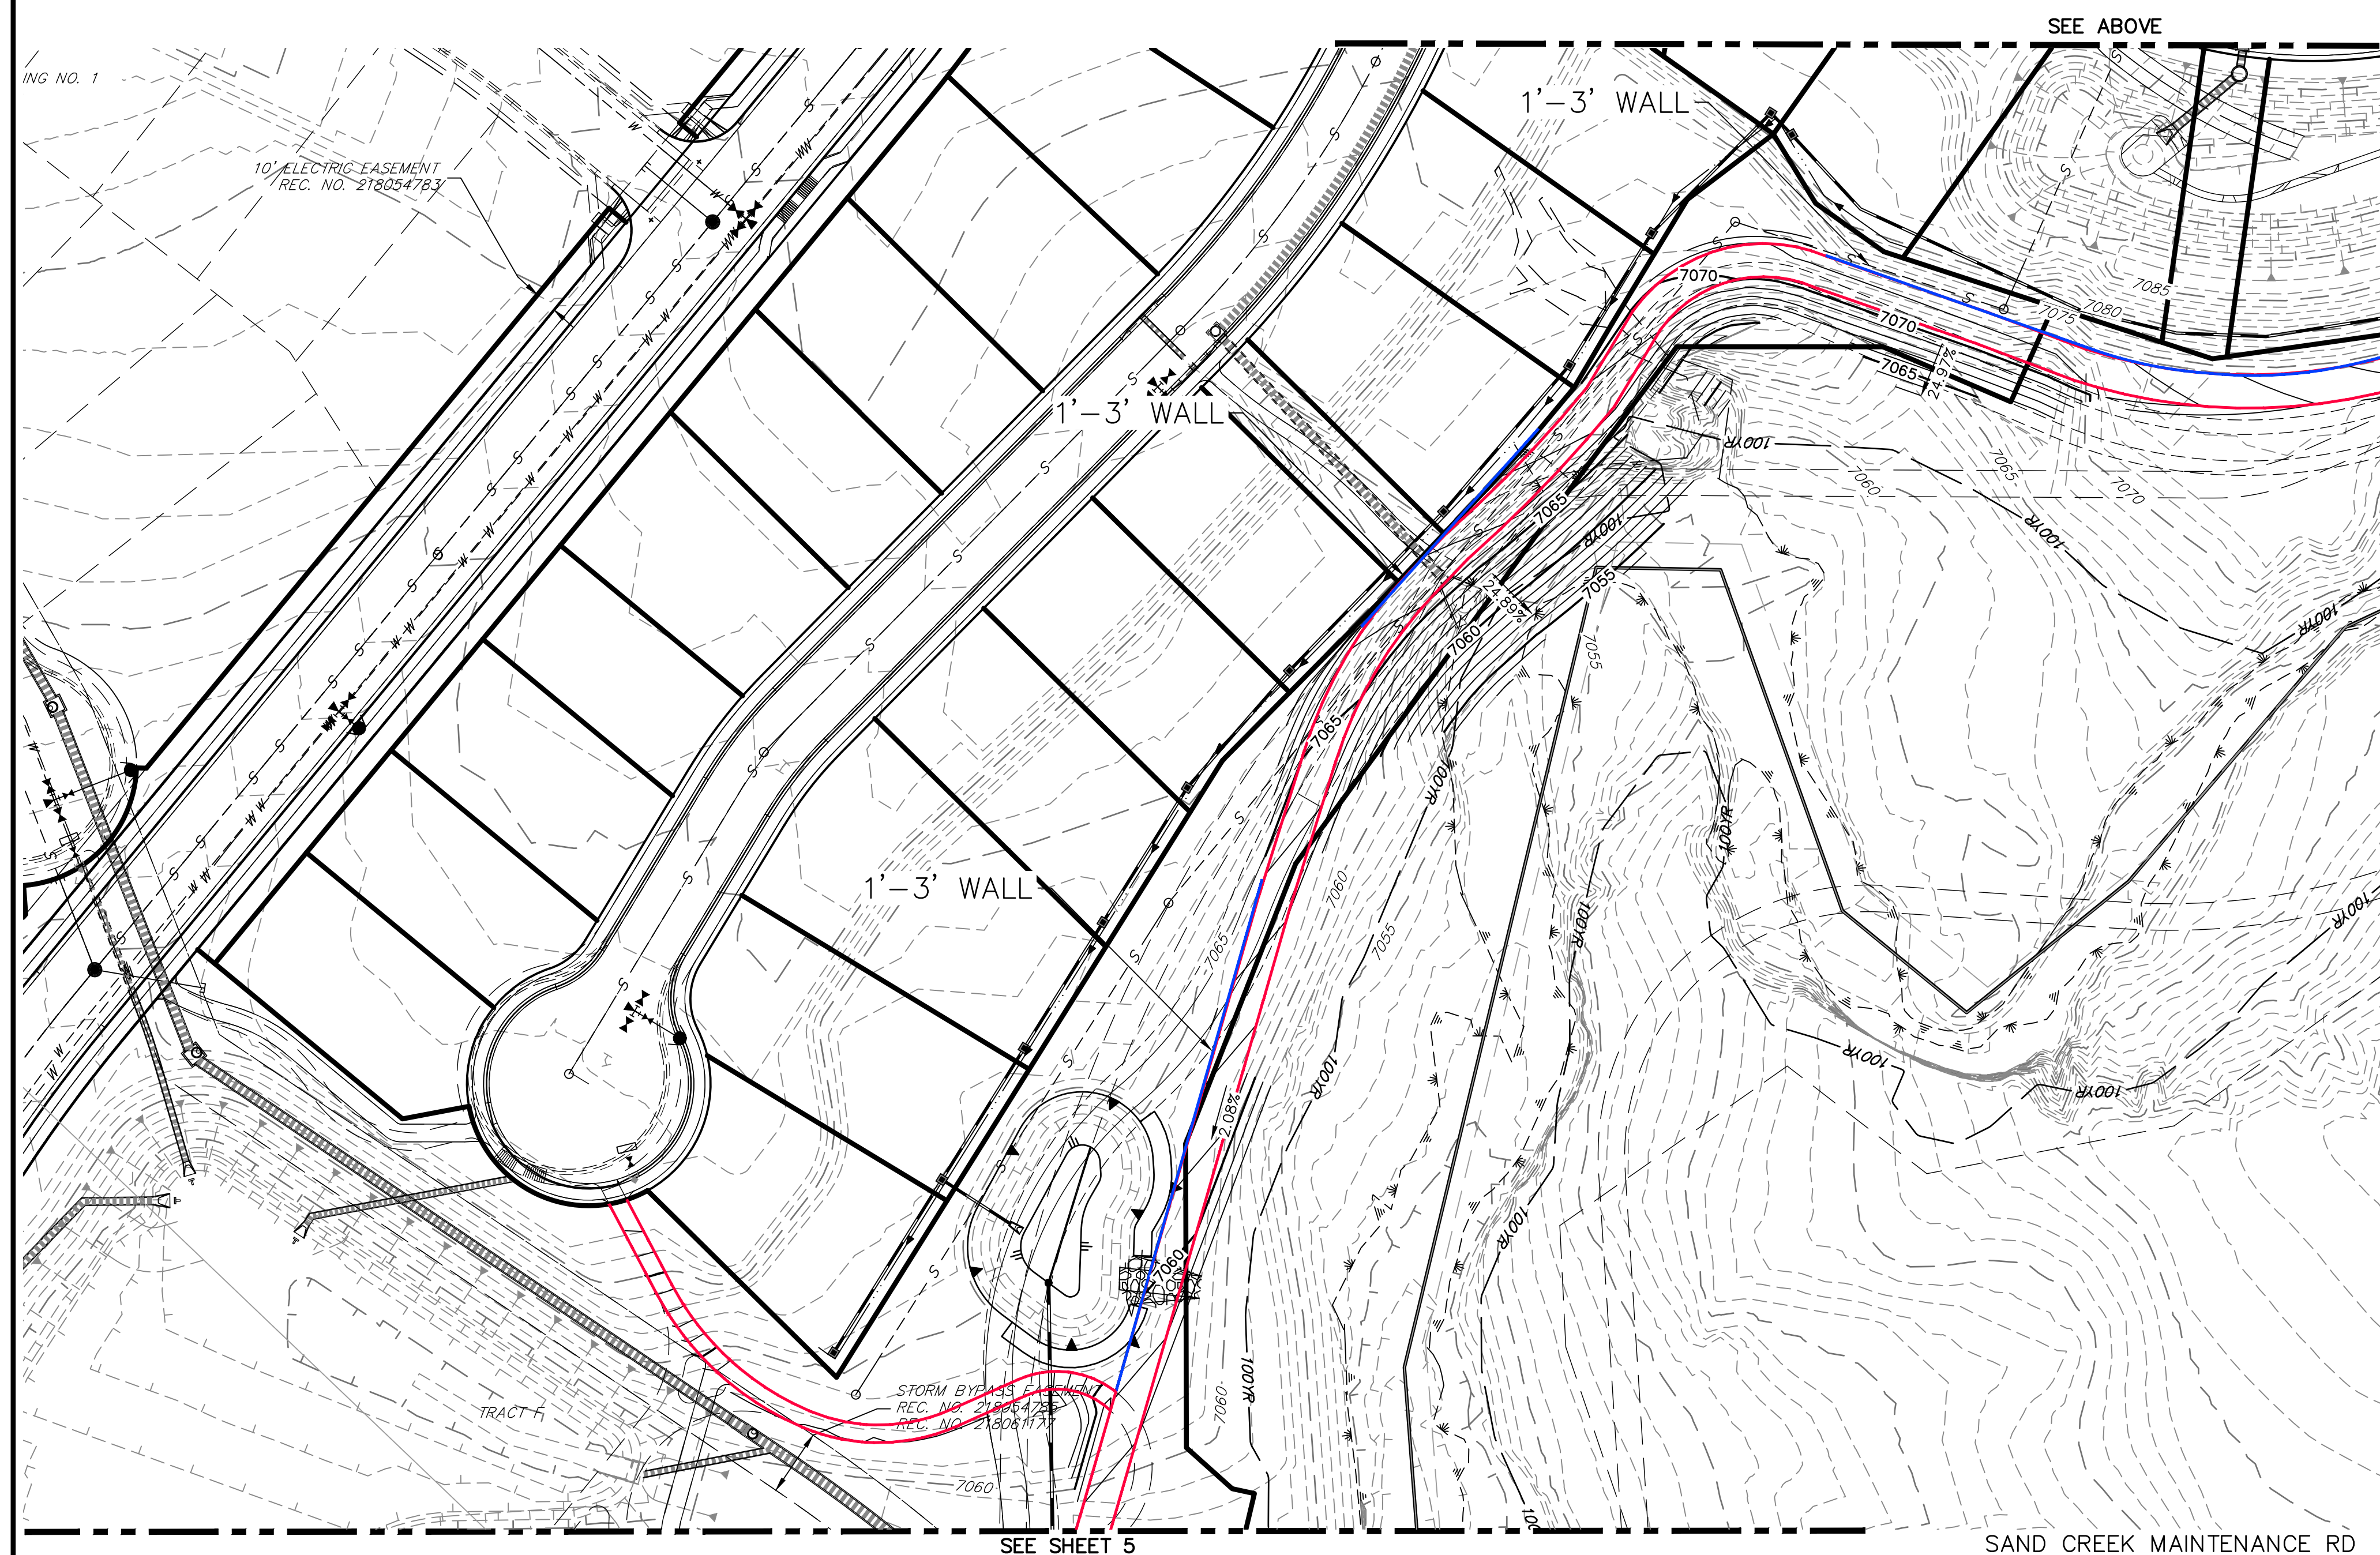 SEE ABOVE
ING NO. 1
1'-3' WALL
10' ELECTRIC EASEMENT
REC. NO. 218054783
7070
7085
7080
7075
7070
7065
24.97%
1'-3' WALL
100YR
7065
7060
7070
7065
100YR
100YR
24.89%
7055
100YR
7060
7055
7065
100YR
100YR
1'-3' WALL
7060
100YR
100YR
7065
7055
100YR
100YR
100YR
2.08%
100YR
7060
100YR
STORM BYPASS EASEMENT
REC. NO. 218054785
REC. NO. 218061177
TRACT F
7060
7060
SEE SHEET 5
SAND CREEK MAINTENANCE RD